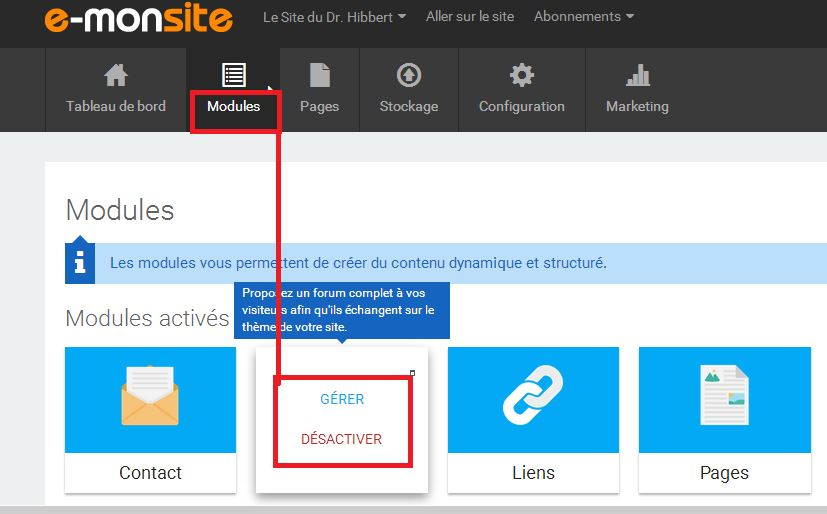 e-monsite
Le Site du Dr. Hibbert
Aller sur le site
Abonnements
Tableau de bord
Modules
Pages
Stockage
Configuration
Marketing
Modules
Les modules vous permettent de créer du contenu dynamique et structuré.
Proposez un forum complet à vos
visiteurs afin qu'ils échangent sur le
thème de votre site.
Modules activés
GÉRER
DÉSACTIVER
Contact
Liens
Pages